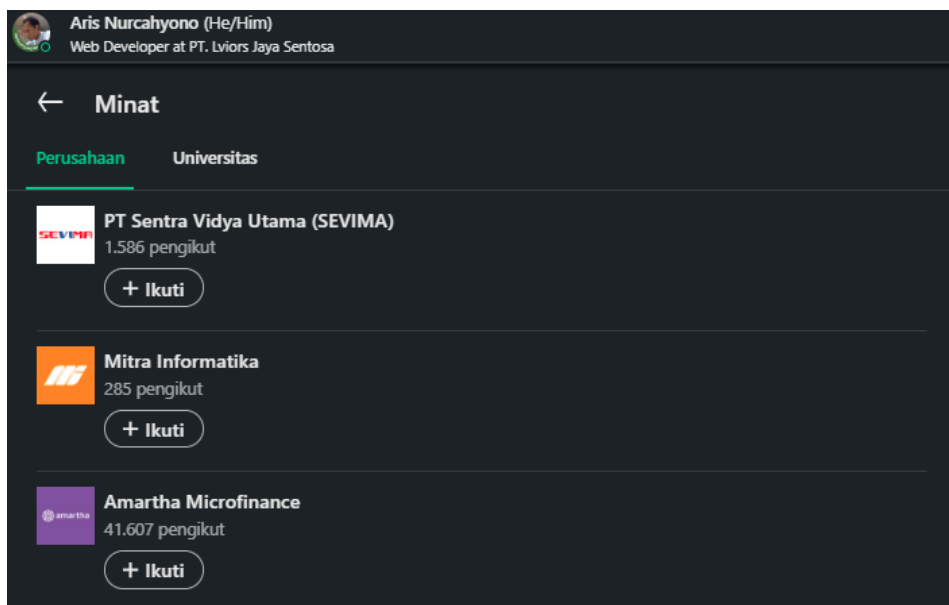 Aris Nurcahyono (He/Him)
Web Developer at PT. Lviors Jaya Sentosa
Minat
Perusahaan Universitas
SEVIMA
PT Sentra Vidya Utama (SEVIMA)
1.586 pengikut
+ Ikuti
Mitra Informatika
285 pengikut
+ Ikuti
amartha
Amartha Microfinance
41.607 pengikut
+ Ikuti